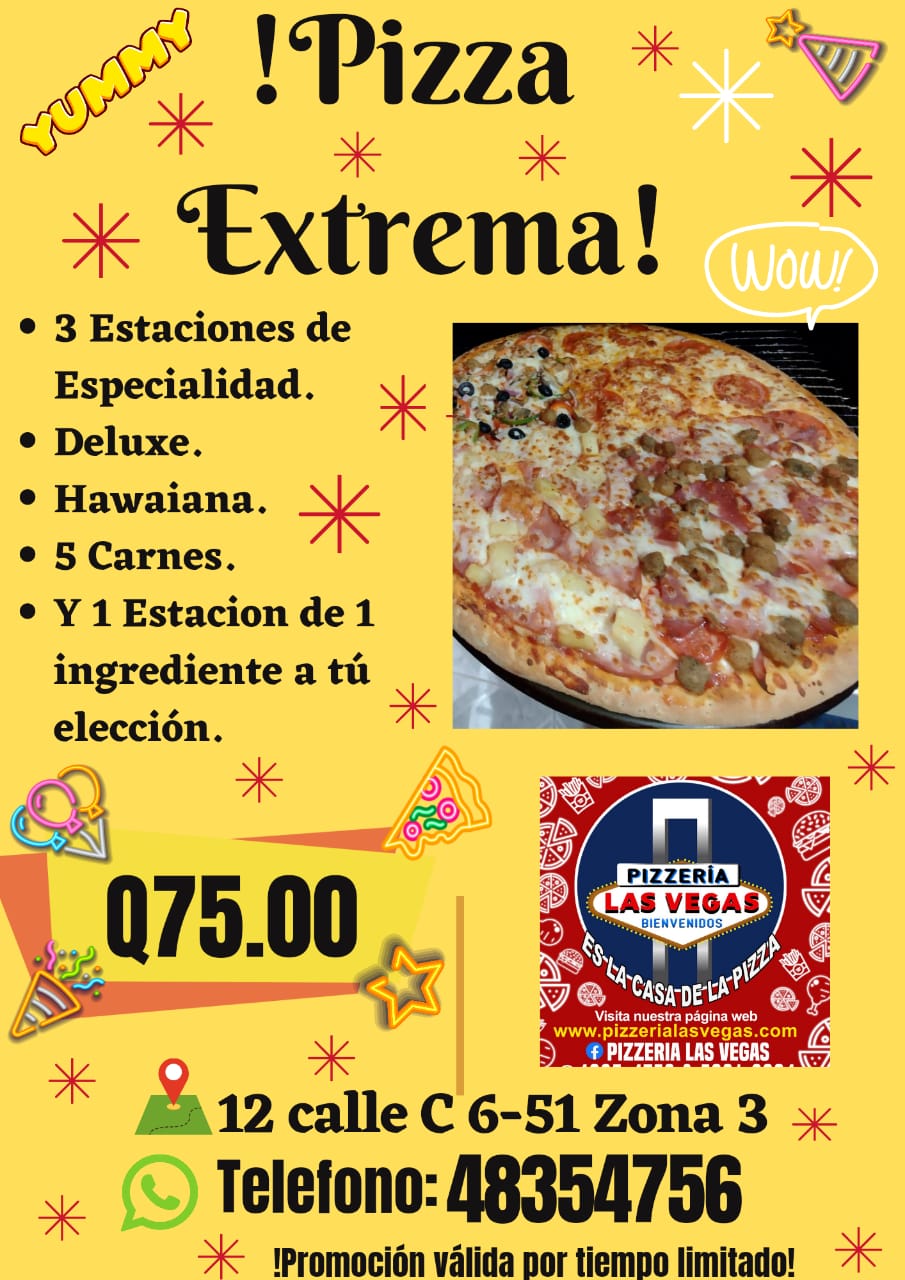 YUMMY
!Pizza
Extrema!
Wow!
• 3 Estaciones de
Especialidad.
• Deluxe.
• Hawaiana.
• 5 Carnes.
• Y 1 Estacion de 1
ingrediente a tú
elección.
Q75.00
PIZZERÍA
LAS VEGAS
BIENVENIDOS
ES LA CASA DE LA PIZZA
Visita nuestra página web
www.pizzerialasvegas.com
PIZZERIA LAS VEGAS
12 calle C 6-51 Zona 3
Telefono: 48354756
!Promoción válida por tiempo limitado!